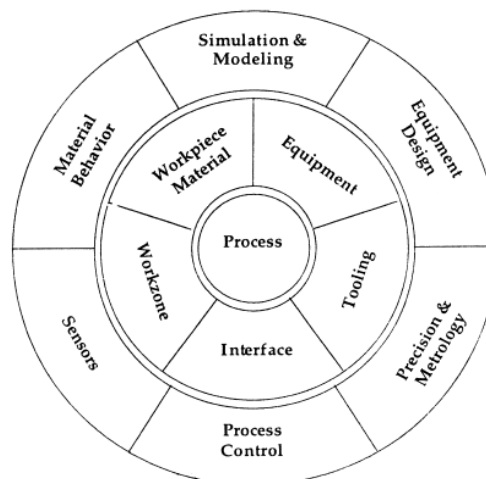 Simulation &
Modeling
Material
Behavior
Equipment
Design
Workpiece
Material
Equipment
Process
Workzone
Tooling
Interface
Sensors
Precision &
Metrology
Process
Control